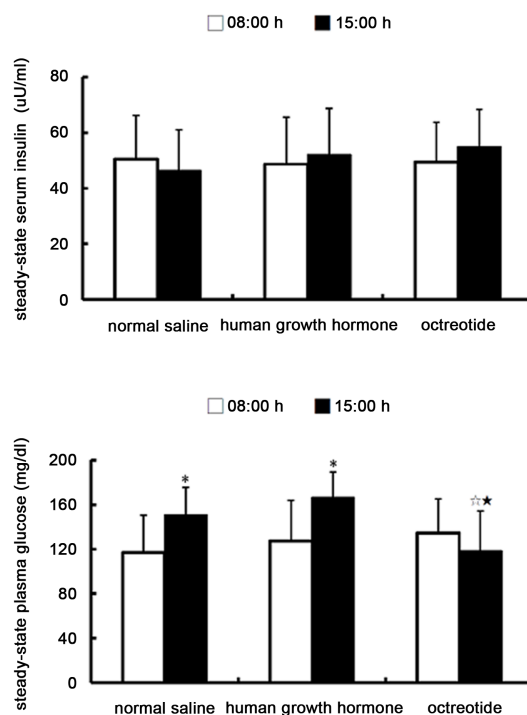 08:00 h 15:00 h
steady-state serum insulin (uU/ml)
80
60
40
20
0
normal saline human growth hormone octreotide
08:00 h 15:00 h
steady-state plasma glucose (mg/dl)
200
160
120
80
40
0
* * ☆★
normal saline human growth hormone octreotide